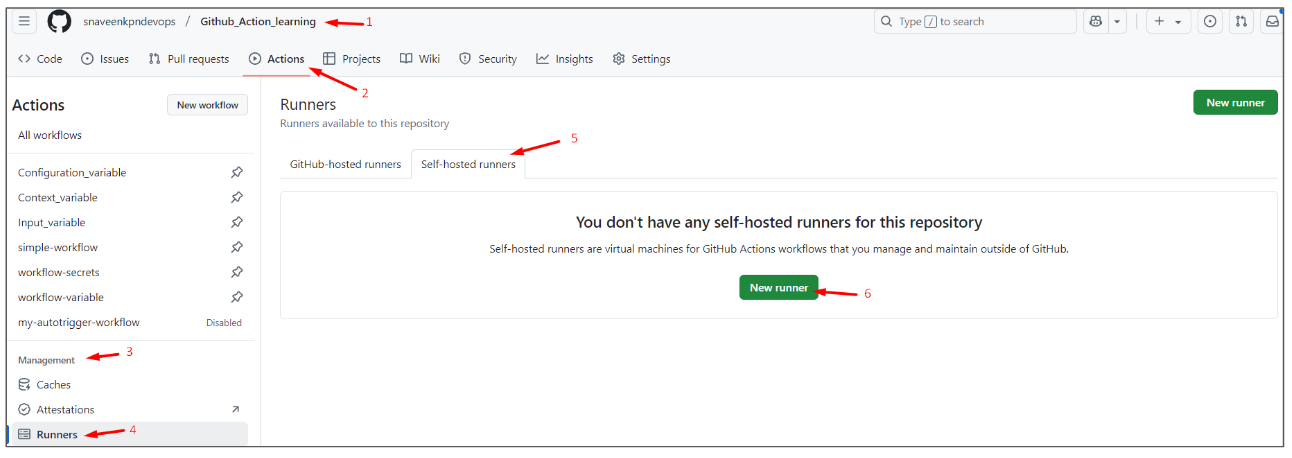 snaveenkpndevops / Github_Action_learning 1
Type / to search
Code Issues Pull requests Actions Projects Wiki Security Insights Settings
2
Actions New workflow
All workflows
Configuration_variable
Context_variable
Input_variable
simple-workflow
workflow-secrets
workflow-variable
my-autotrigger-workflow Disabled
Management 3
Caches
Attestations
Runners 4
Runners
Runners available to this repository
New runner
5
GitHub-hosted runners Self-hosted runners
You don't have any self-hosted runners for this repository
Self-hosted runners are virtual machines for GitHub Actions workflows that you manage and maintain outside of GitHub.
New runner 6